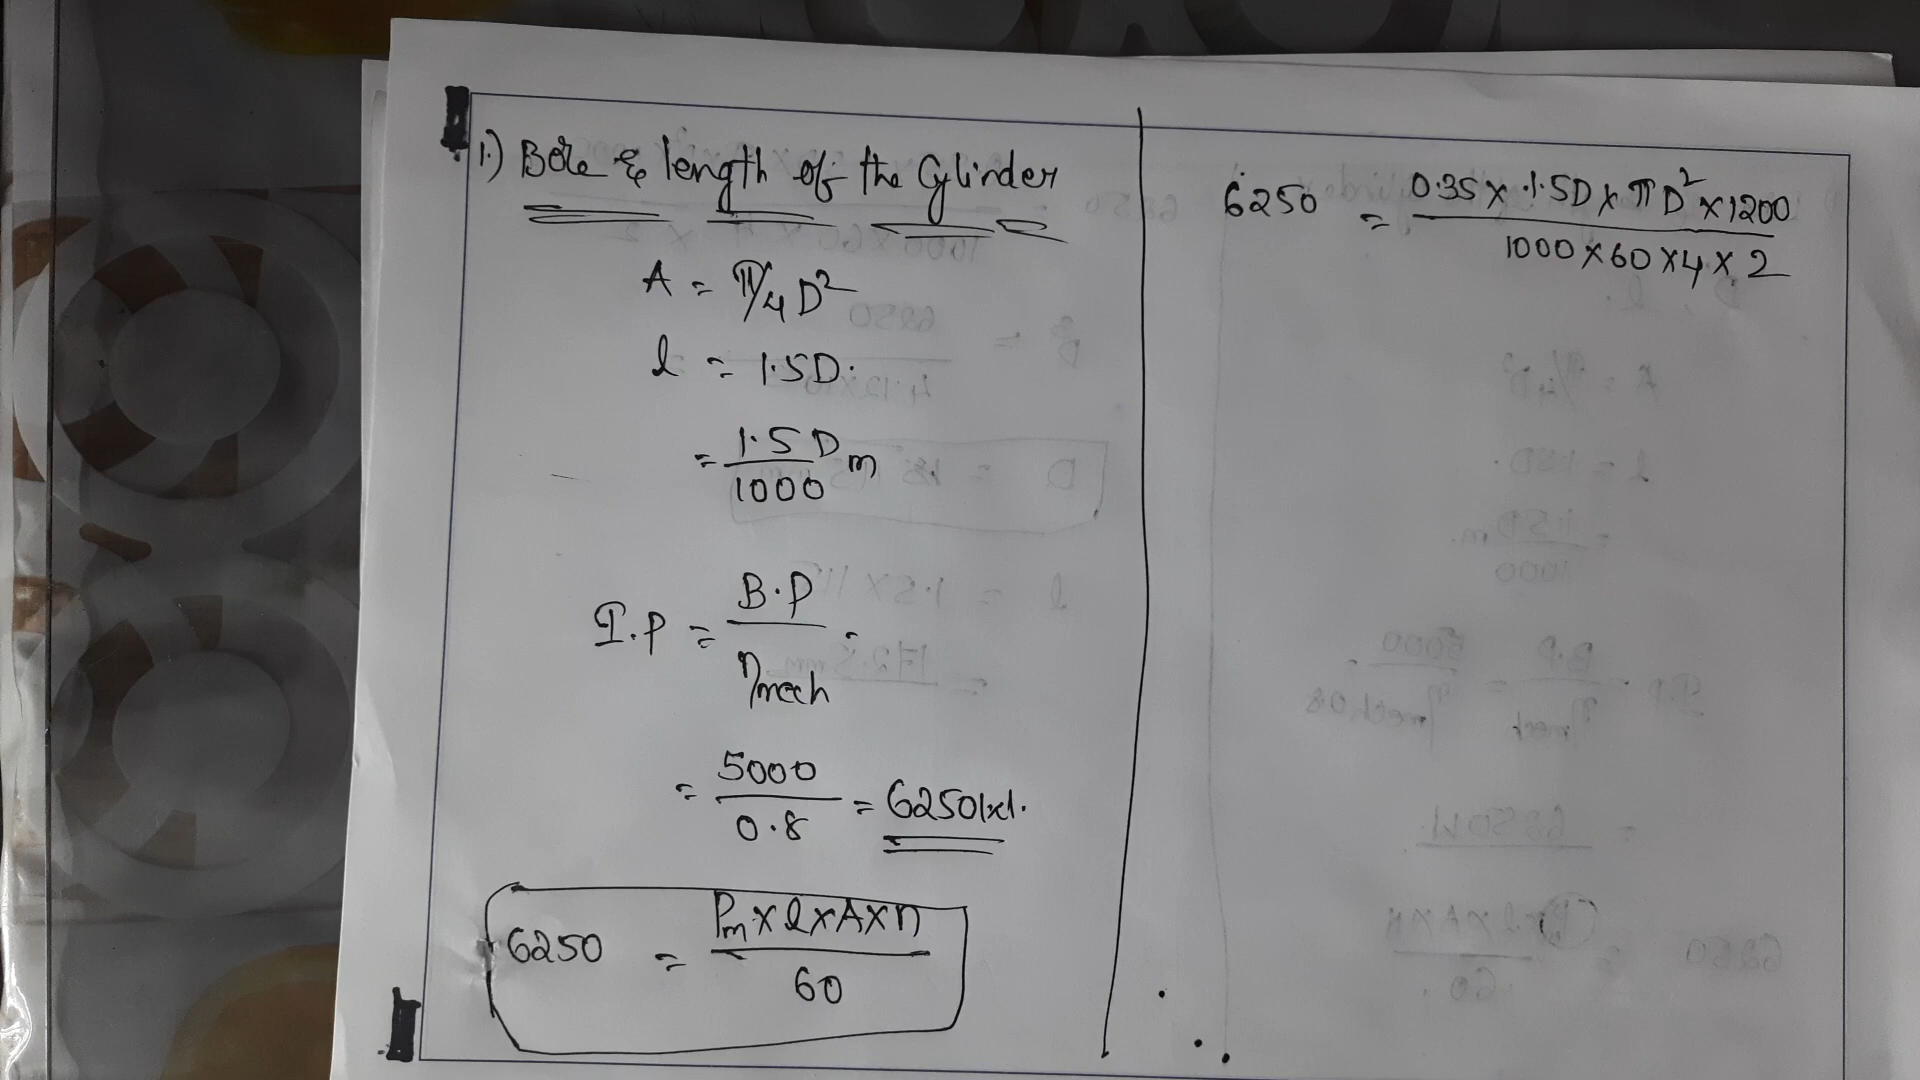 1.) Bore & length of the Cylinder
A = π/4 D²
l = 1.5D.
= 1.5D/1000 m
I.P = B.P/ηmech .
= 5000/0.8 = 6250W.
6250 = Pm×l×A×n/60
6250 = 0.35×1.5D×πD²×1200/1000×60×4×2